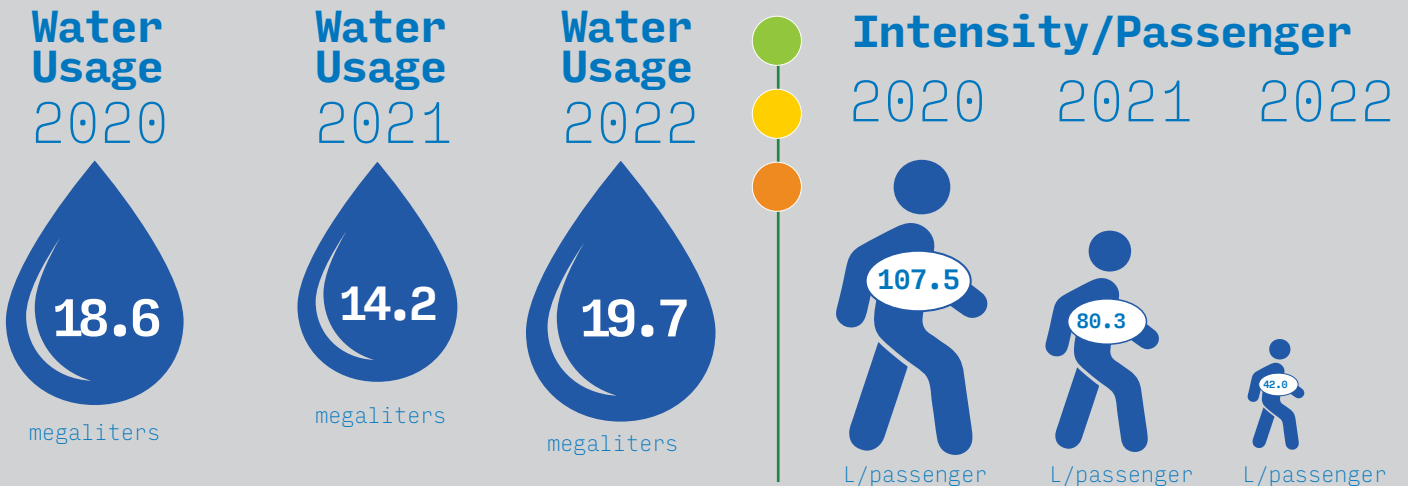 Water
Usage
2020
18.6
megaliters
Water
Usage
2021
14.2
megaliters
Water
Usage
2022
19.7
megaliters
Intensity/Passenger
2020
2021
2022
107.5
80.3
42.0
L/passenger
L/passenger
L/passenger